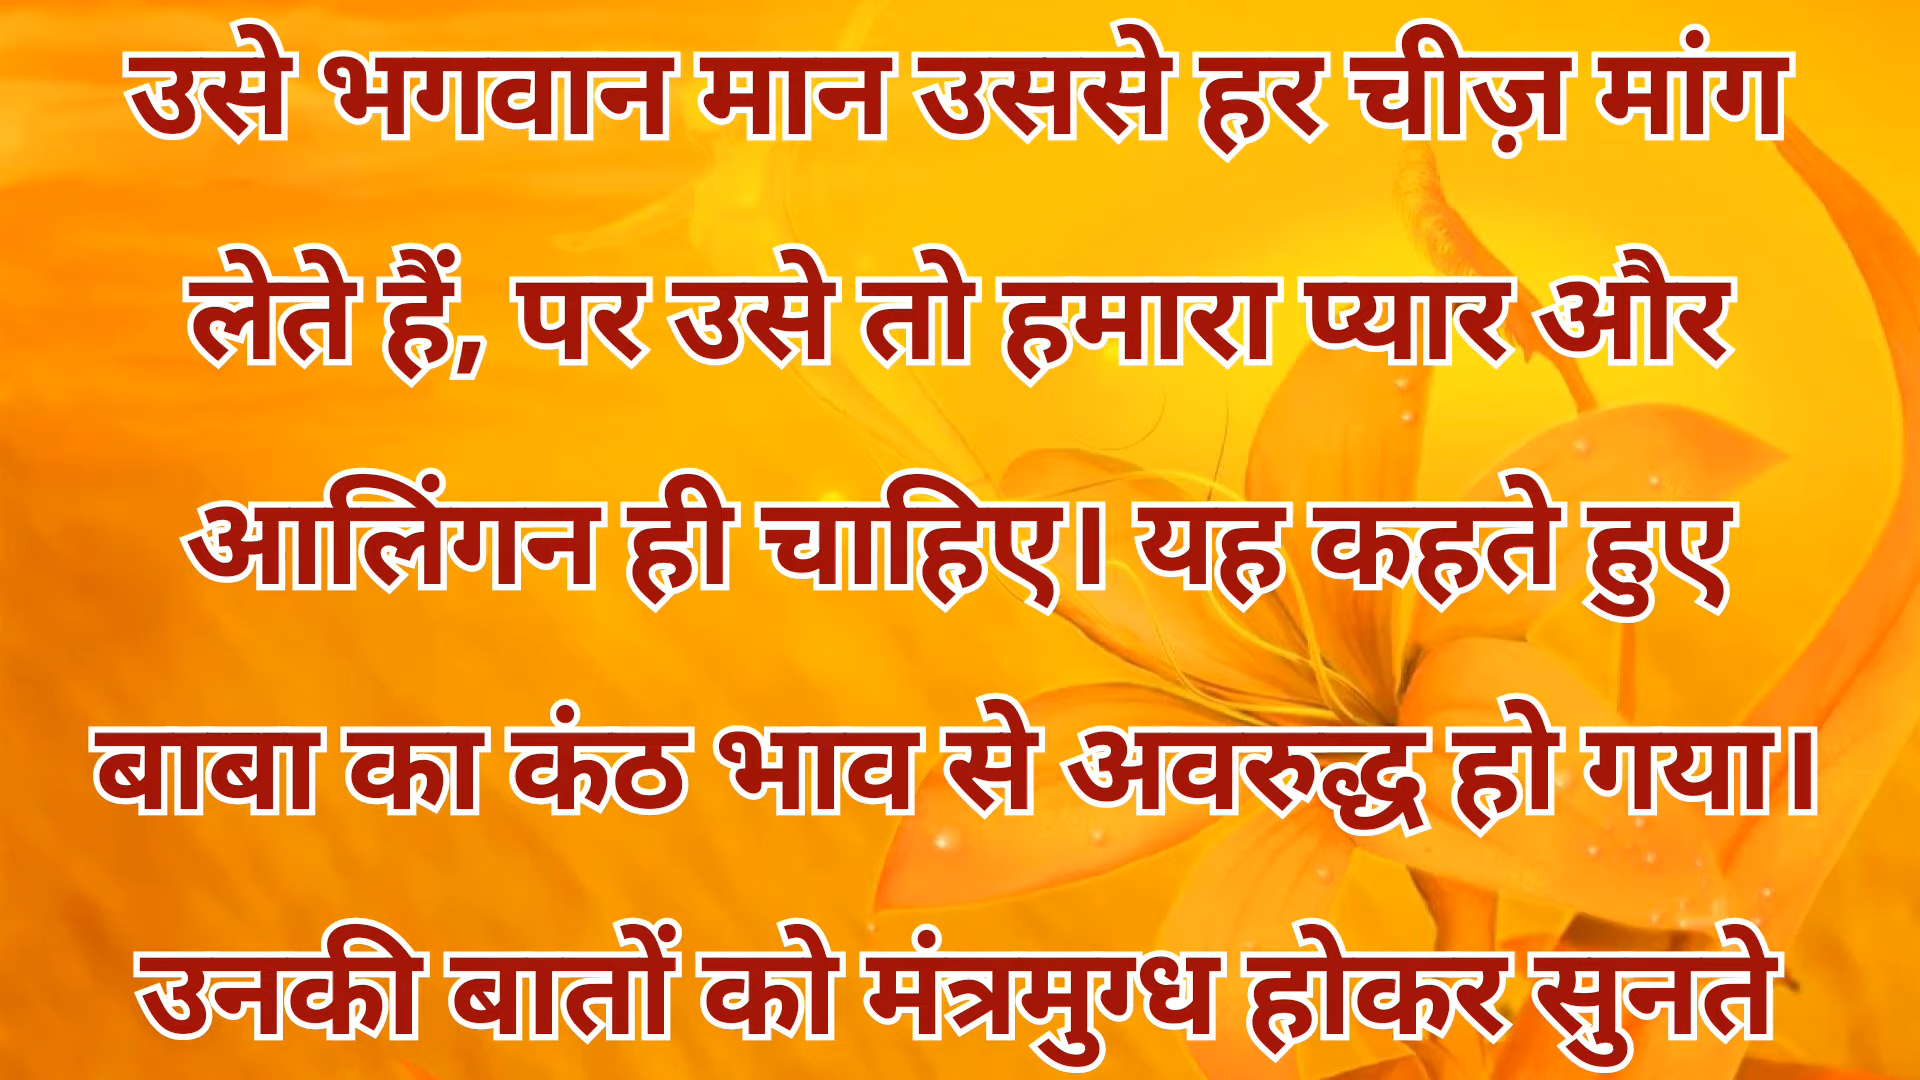 उसे भगवान मान उससे हर चीज़ मांग
लेते हैं, पर उसे तो हमारा प्यार और
आलिंगन ही चाहिए। यह कहते हुए
बाबा का कंठ भाव से अवरुद्ध हो गया।
उनकी बातों को मंत्रमुग्ध होकर सुनते